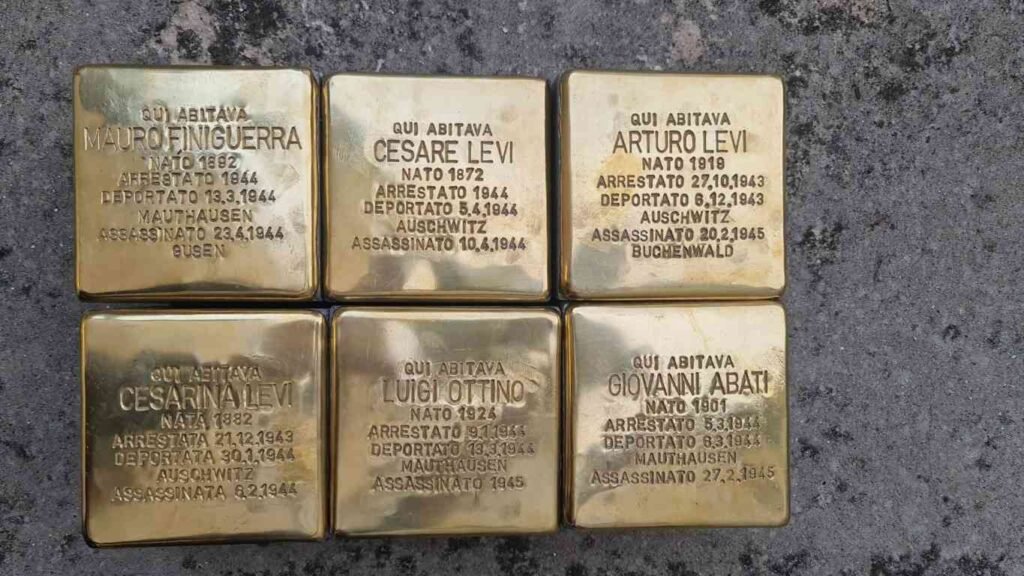 QUI ABITAVA
MAURO FINIGUERRA
NATO 1892
ARRESTATO 1944
DEPORTATO 13.3.1944
MAUTHAUSEN
ASSASSINATO 23.4.1944
GUSEN
QUI ABITAVA
CESARE LEVI
NATO 1872
ARRESTATO 1944
DEPORTATO 5.4.1944
AUSCHWITZ
ASSASSINATO 10.4.1944
QUI ABITAVA
ARTURO LEVI
NATO 1919
ARRESTATO 27.10.1943
DEPORTATO 6.12.1943
AUSCHWITZ
ASSASSINATO 20.2.1945
BUCHENWALD
QUI ABITAVA
CESARINA LEVI
NATA 1882
ARRESTATA 21.12.1943
DEPORTATA 30.1.1944
AUSCHWITZ
ASSASSINATA 6.2.1944
QUI ABITAVA
LUIGI OTTINO
NATO 1924
ARRESTATO 9.1.1944
DEPORTATO 13.3.1944
MAUTHAUSEN
ASSASSINATO 1945
QUI ABITAVA
GIOVANNI ABATI
NATO 1901
ARRESTATO 5.3.1944
DEPORTATO 8.3.1944
MAUTHAUSEN
ASSASSINATO 27.2.1945